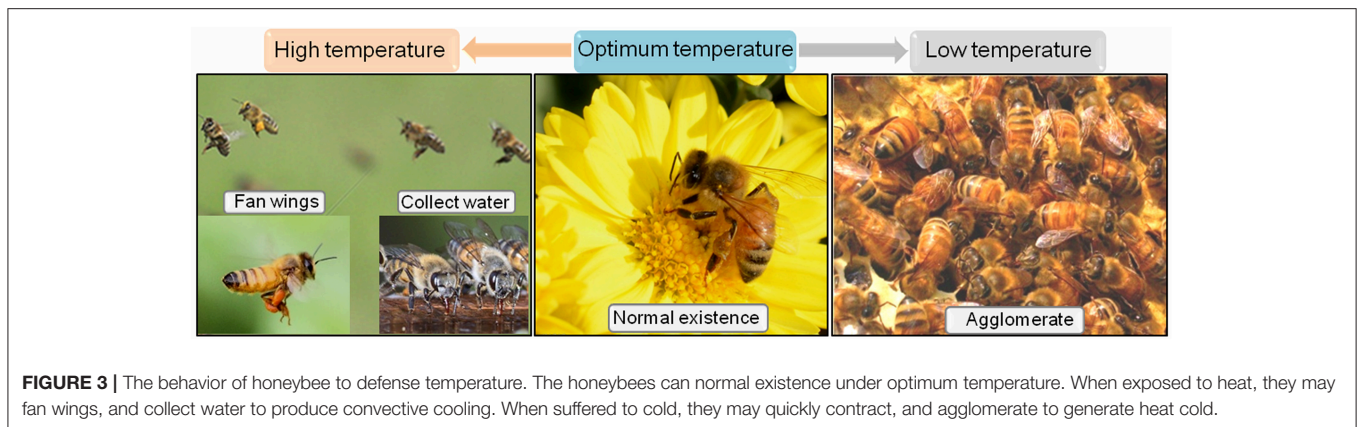 High temperature
Optimum temperature
Low temperature
Fan wings
Collect water
Normal existence
Agglomerate
FIGURE 3 | The behavior of honeybee to defense temperature. The honeybees can normal existence under optimum temperature. When exposed to heat, they may
fan wings, and collect water to produce convective cooling. When suffered to cold, they may quickly contract, and agglomerate to generate heat cold.